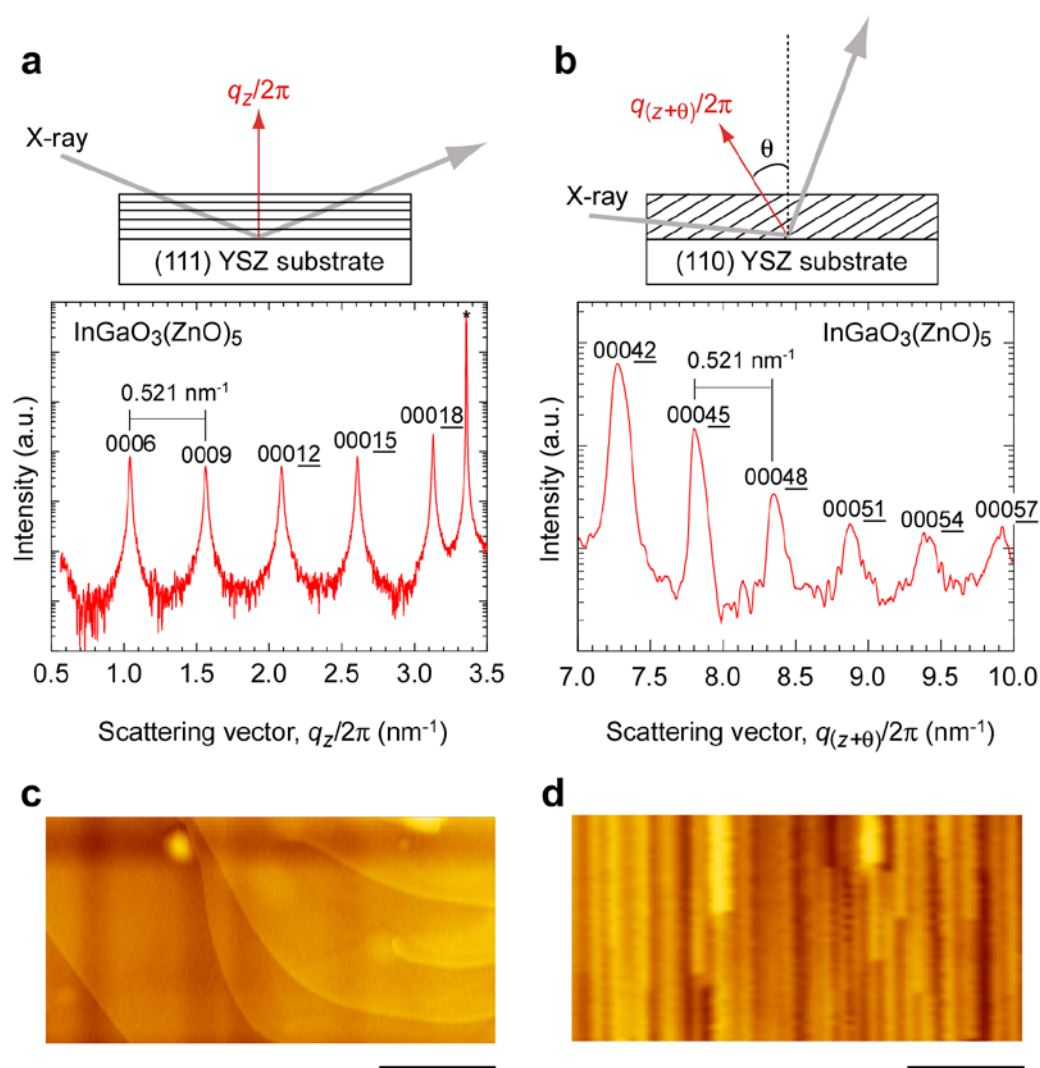 a
q_z/2π
X-ray
(111) YSZ substrate
b
q_(z+θ)/2π
θ
X-ray
(110) YSZ substrate
InGaO₃(ZnO)₅
*
0.521 nm⁻¹
0006
0009
00012
00015
00018
Intensity (a.u.)
0.5 1.0 1.5 2.0 2.5 3.0 3.5
Scattering vector, q_z/2π (nm⁻¹)
InGaO₃(ZnO)₅
00042
0.521 nm⁻¹
00045
00048
00051
00054
00057
Intensity (a.u.)
7.0 7.5 8.0 8.5 9.0 9.5 10.0
Scattering vector, q_(z+θ)/2π (nm⁻¹)
c
d